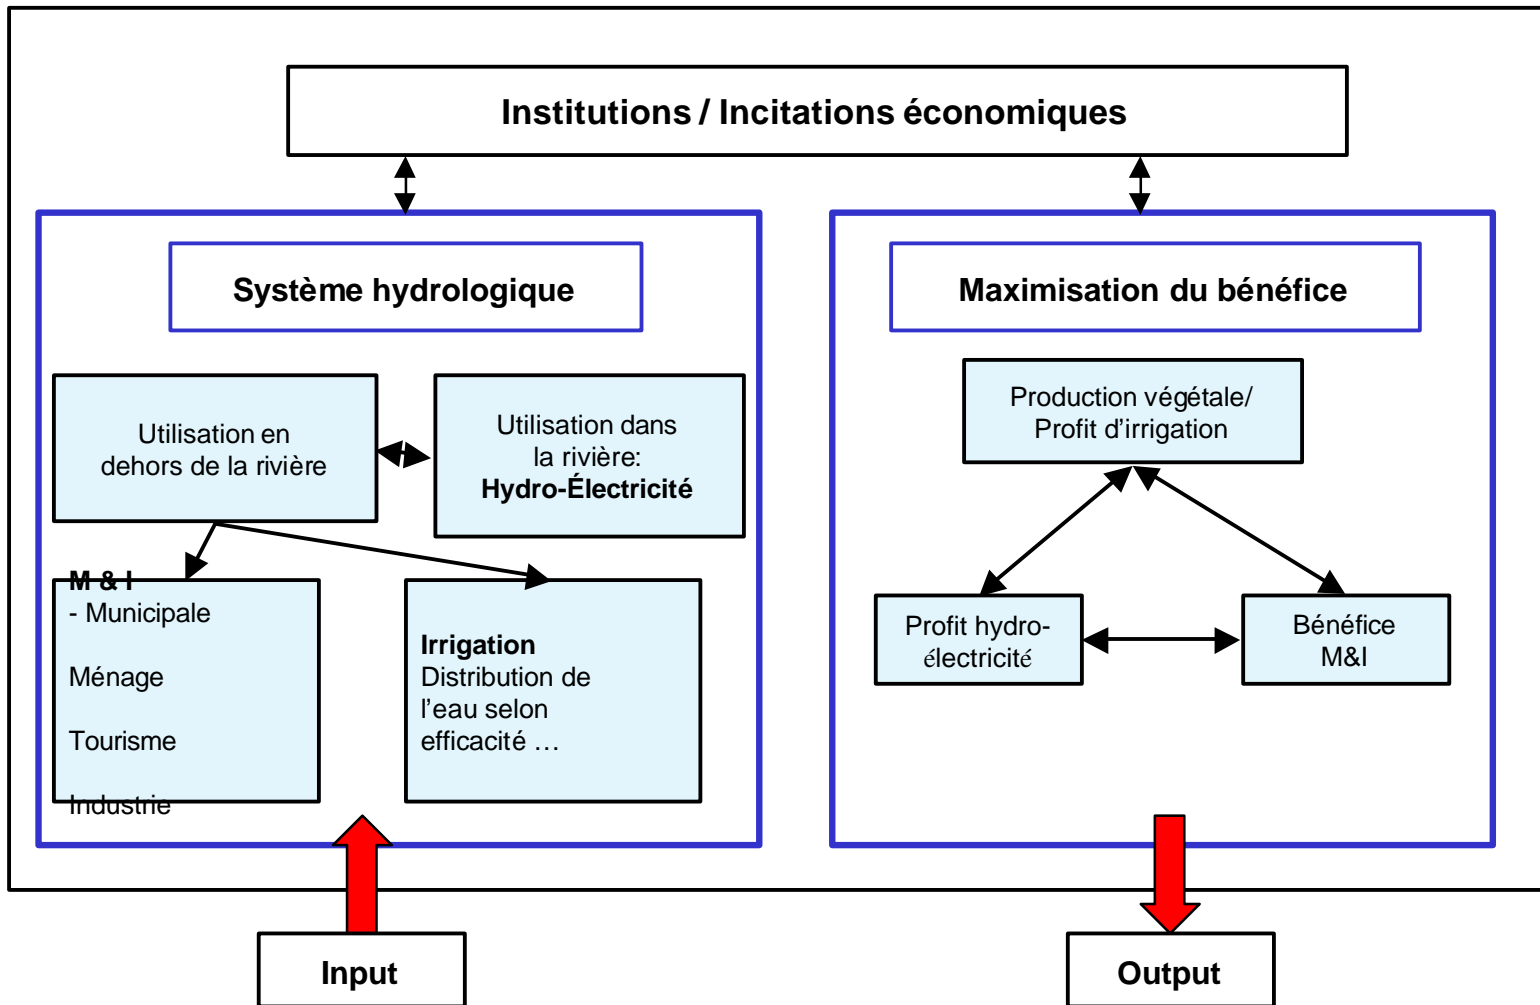 Institutions / Incitations économiques
Système hydrologique
Utilisation en
dehors de la rivière
Utilisation dans
la rivière:
Hydro-Électricité
M & I
- Municipale
Ménage
Tourisme
Industrie
Irrigation
Distribution de
l’eau selon
efficacité …
Maximisation du bénéfice
Production végétale/
Profit d’irrigation
Profit hydro-
électricité
Bénéfice
M&I
Input
Output